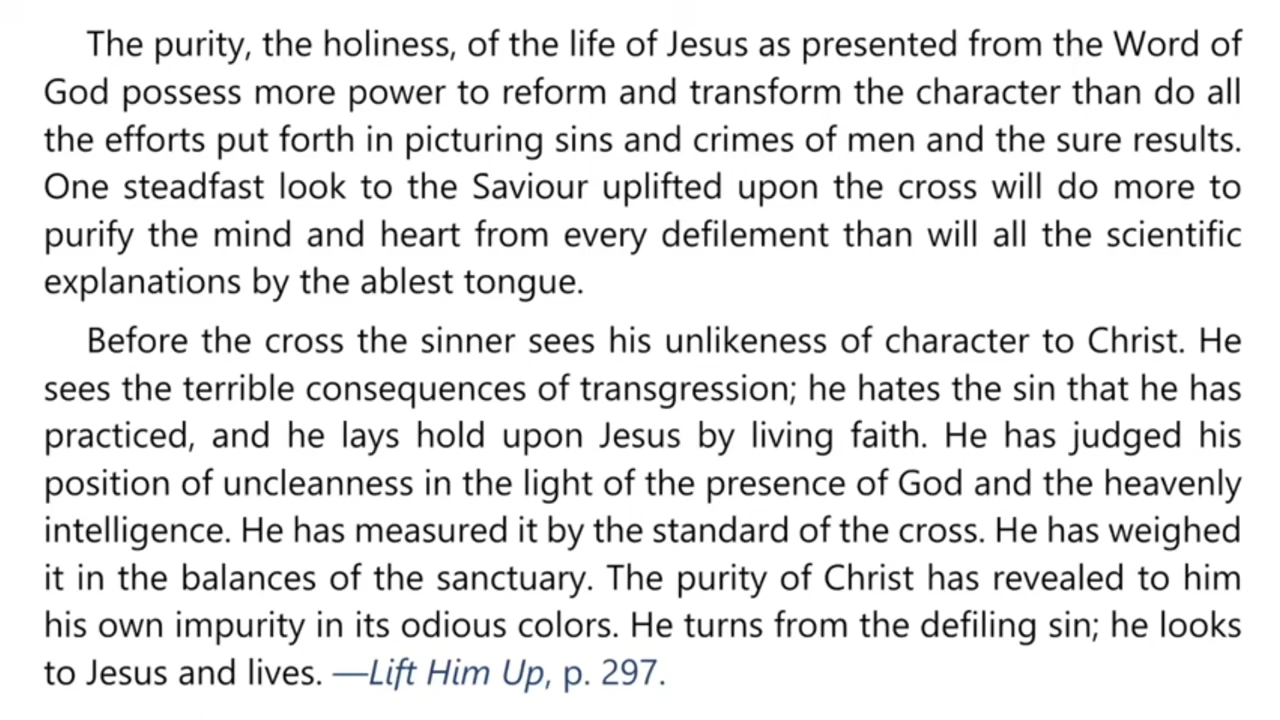 The purity, the holiness, of the life of Jesus as presented from the Word of
God possess more power to reform and transform the character than do all
the efforts put forth in picturing sins and crimes of men and the sure results.
One steadfast look to the Saviour uplifted upon the cross will do more to
purify the mind and heart from every defilement than will all the scientific
explanations by the ablest tongue.
Before the cross the sinner sees his unlikeness of character to Christ. He
sees the terrible consequences of transgression; he hates the sin that he has
practiced, and he lays hold upon Jesus by living faith. He has judged his
position of uncleanness in the light of the presence of God and the heavenly
intelligence. He has measured it by the standard of the cross. He has weighed
it in the balances of the sanctuary. The purity of Christ has revealed to him
his own impurity in its odious colors. He turns from the defiling sin; he looks
to Jesus and lives. —Lift Him Up, p. 297.